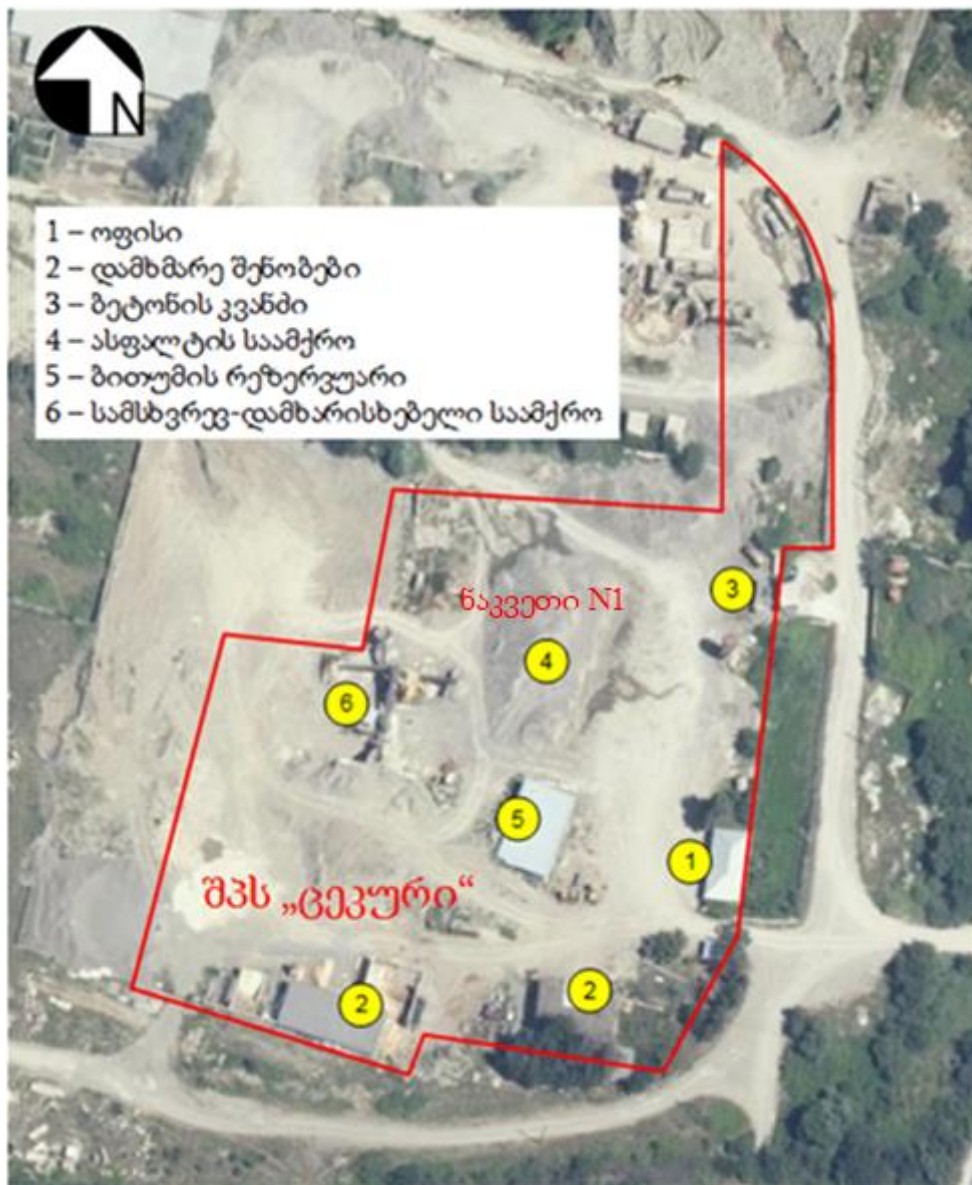 N
1 – ოფისი
2 – დამხმარე შენობები
3 – ბეტონის კვანძი
4 – ასფალტის საამქრო
5 – ბითუმის რეზერვუარი
6 – სამსხვრევ-დამხარისხებელი საამქრო
3
ნაკვეთი N1
4
6
5
1
შპს „ცეკური“
2
2